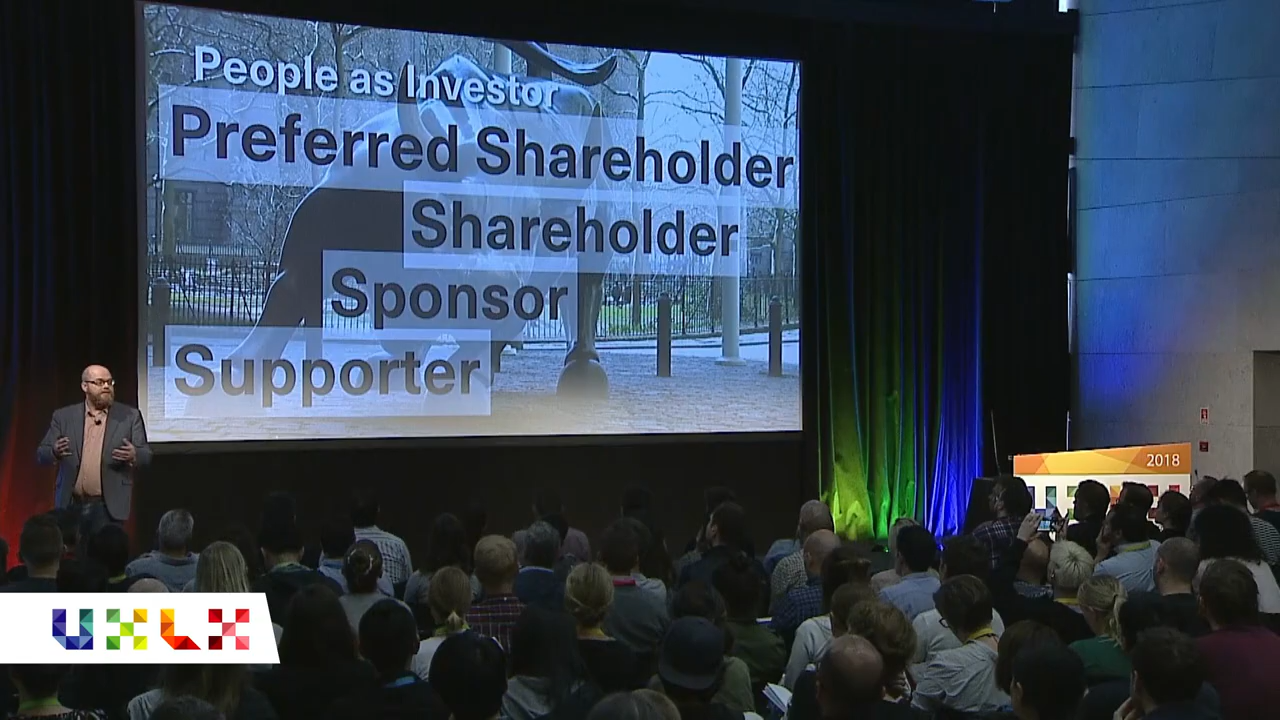 People as Investor
Preferred Shareholder
Shareholder
Sponsor
Supporter
2018
UXLX